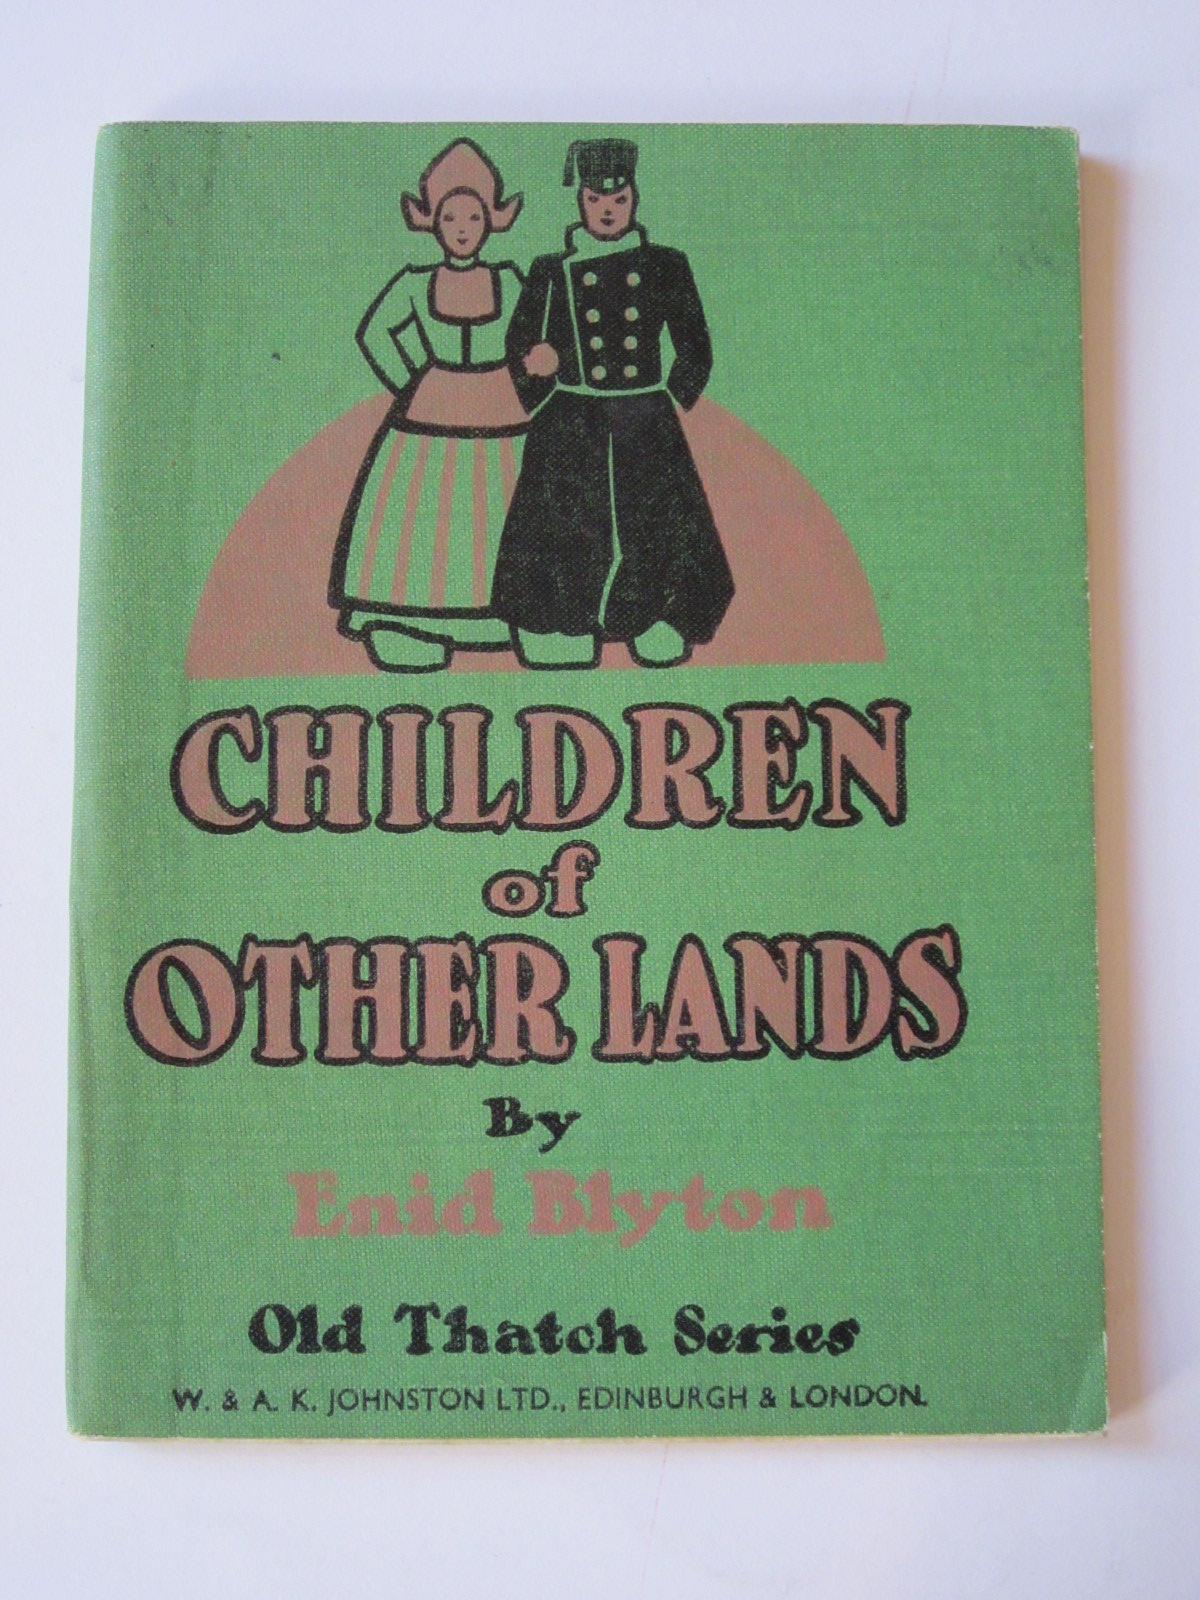 CHILDREN
of
OTHER LANDS
By
Enid Blyton
Old Thatch Series
W. & A. K. JOHNSTON LTD., EDINBURGH & LONDON.